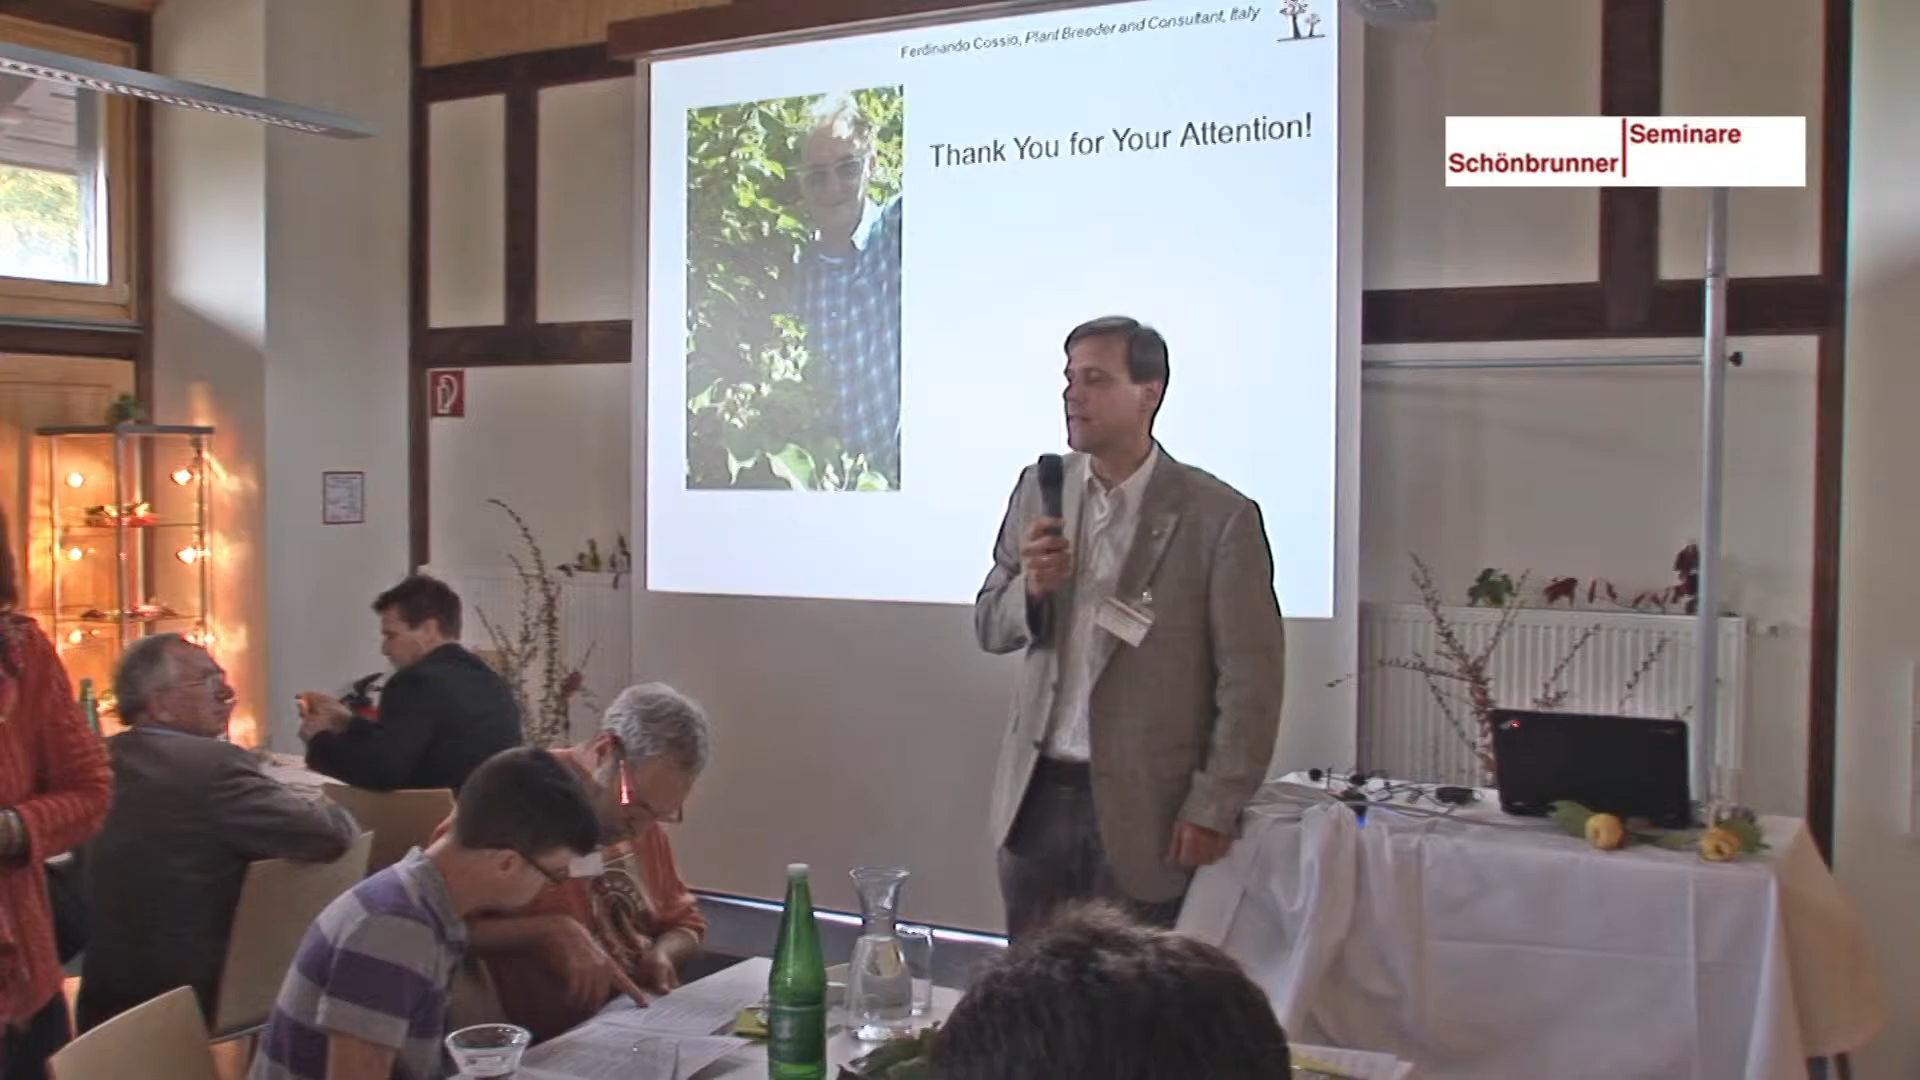 Ferdinando Cossio, Plant Breeder and Consultant, Italy
Thank You for Your Attention!
Schönbrunner Seminare